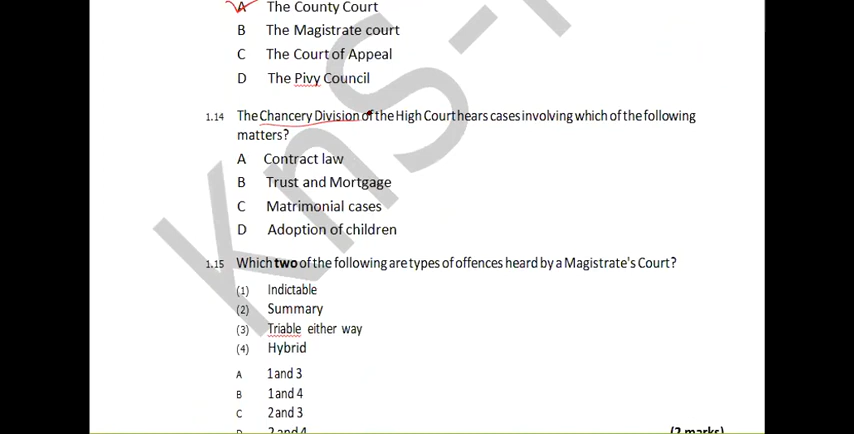 A The County Court
B The Magistrate court
C The Court of Appeal
D The Pivy Council
1.14 The Chancery Division of the High Court hears cases involving which of the following
matters?
A Contract law
B Trust and Mortgage
C Matrimonial cases
D Adoption of children
1.15 Which two of the following are types of offences heard by a Magistrate's Court?
(1) Indictable
(2) Summary
(3) Triable either way
(4) Hybrid
A 1 and 3
B 1 and 4
C 2 and 3
D 2 and 4 (2 marks)